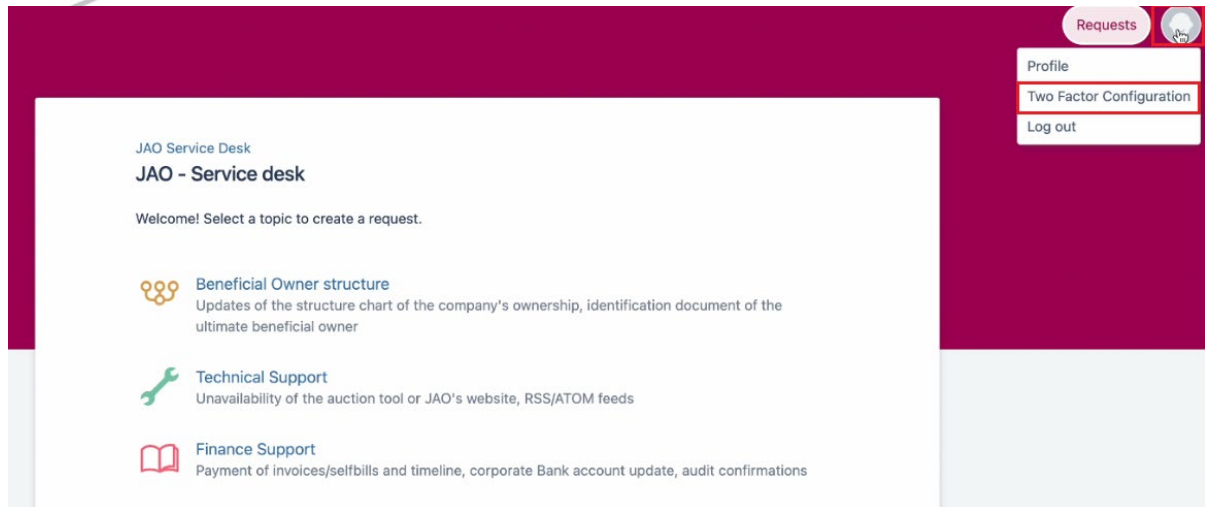 Requests
Profile
Two Factor Configuration
Log out
JAO Service Desk
JAO - Service desk
Welcome! Select a topic to create a request.
Beneficial Owner structure
Updates of the structure chart of the company's ownership, identification document of the
ultimate beneficial owner
Technical Support
Unavailability of the auction tool or JAO's website, RSS/ATOM feeds
Finance Support
Payment of invoices/selfbills and timeline, corporate Bank account update, audit confirmations